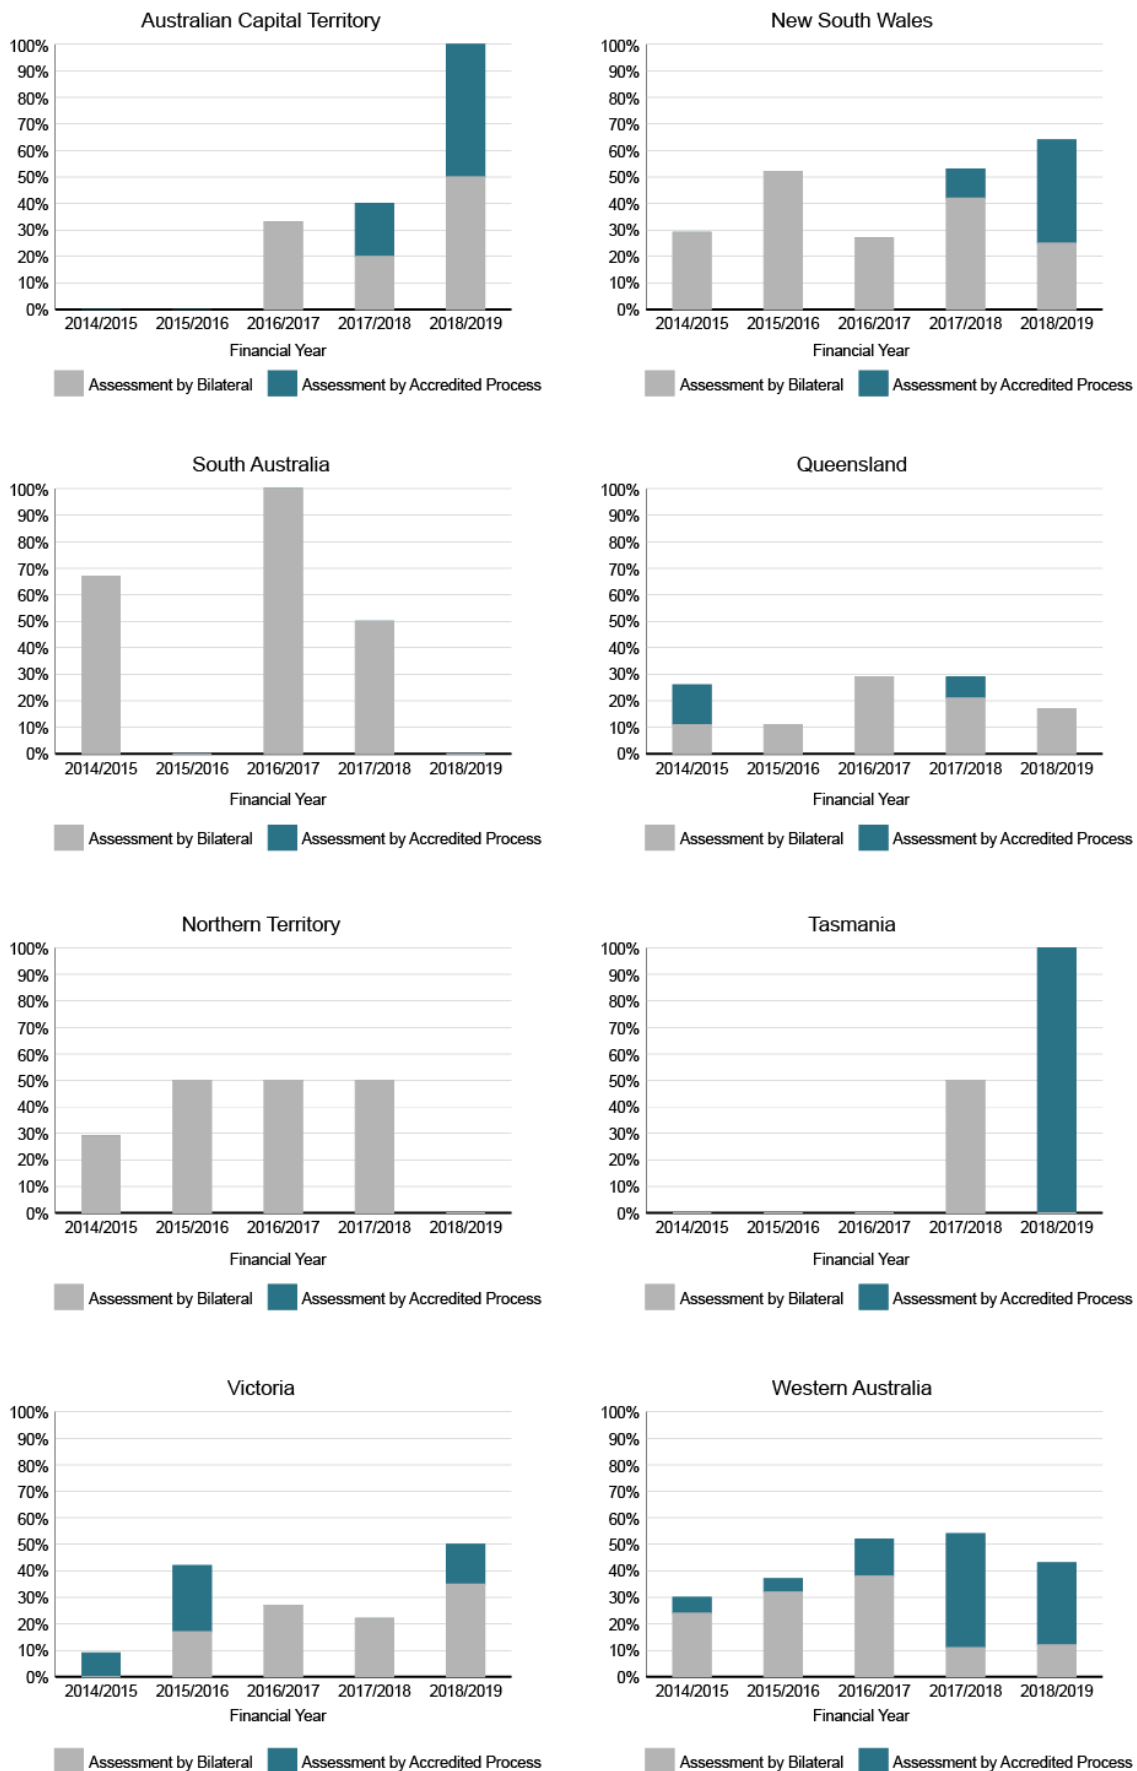 Australian Capital Territory
100%
90%
80%
70%
60%
50%
40%
30%
20%
10%
0%
2014/2015 2015/2016 2016/2017 2017/2018 2018/2019
Financial Year
Assessment by Bilateral Assessment by Accredited Process
New South Wales
100%
90%
80%
70%
60%
50%
40%
30%
20%
10%
0%
2014/2015 2015/2016 2016/2017 2017/2018 2018/2019
Financial Year
Assessment by Bilateral Assessment by Accredited Process
South Australia
100%
90%
80%
70%
60%
50%
40%
30%
20%
10%
0%
2014/2015 2015/2016 2016/2017 2017/2018 2018/2019
Financial Year
Assessment by Bilateral Assessment by Accredited Process
Queensland
100%
90%
80%
70%
60%
50%
40%
30%
20%
10%
0%
2014/2015 2015/2016 2016/2017 2017/2018 2018/2019
Financial Year
Assessment by Bilateral Assessment by Accredited Process
Northern Territory
100%
90%
80%
70%
60%
50%
40%
30%
20%
10%
0%
2014/2015 2015/2016 2016/2017 2017/2018 2018/2019
Financial Year
Assessment by Bilateral Assessment by Accredited Process
Tasmania
100%
90%
80%
70%
60%
50%
40%
30%
20%
10%
0%
2014/2015 2015/2016 2016/2017 2017/2018 2018/2019
Financial Year
Assessment by Bilateral Assessment by Accredited Process
Victoria
100%
90%
80%
70%
60%
50%
40%
30%
20%
10%
0%
2014/2015 2015/2016 2016/2017 2017/2018 2018/2019
Financial Year
Assessment by Bilateral Assessment by Accredited Process
Western Australia
100%
90%
80%
70%
60%
50%
40%
30%
20%
10%
0%
2014/2015 2015/2016 2016/2017 2017/2018 2018/2019
Financial Year
Assessment by Bilateral Assessment by Accredited Process